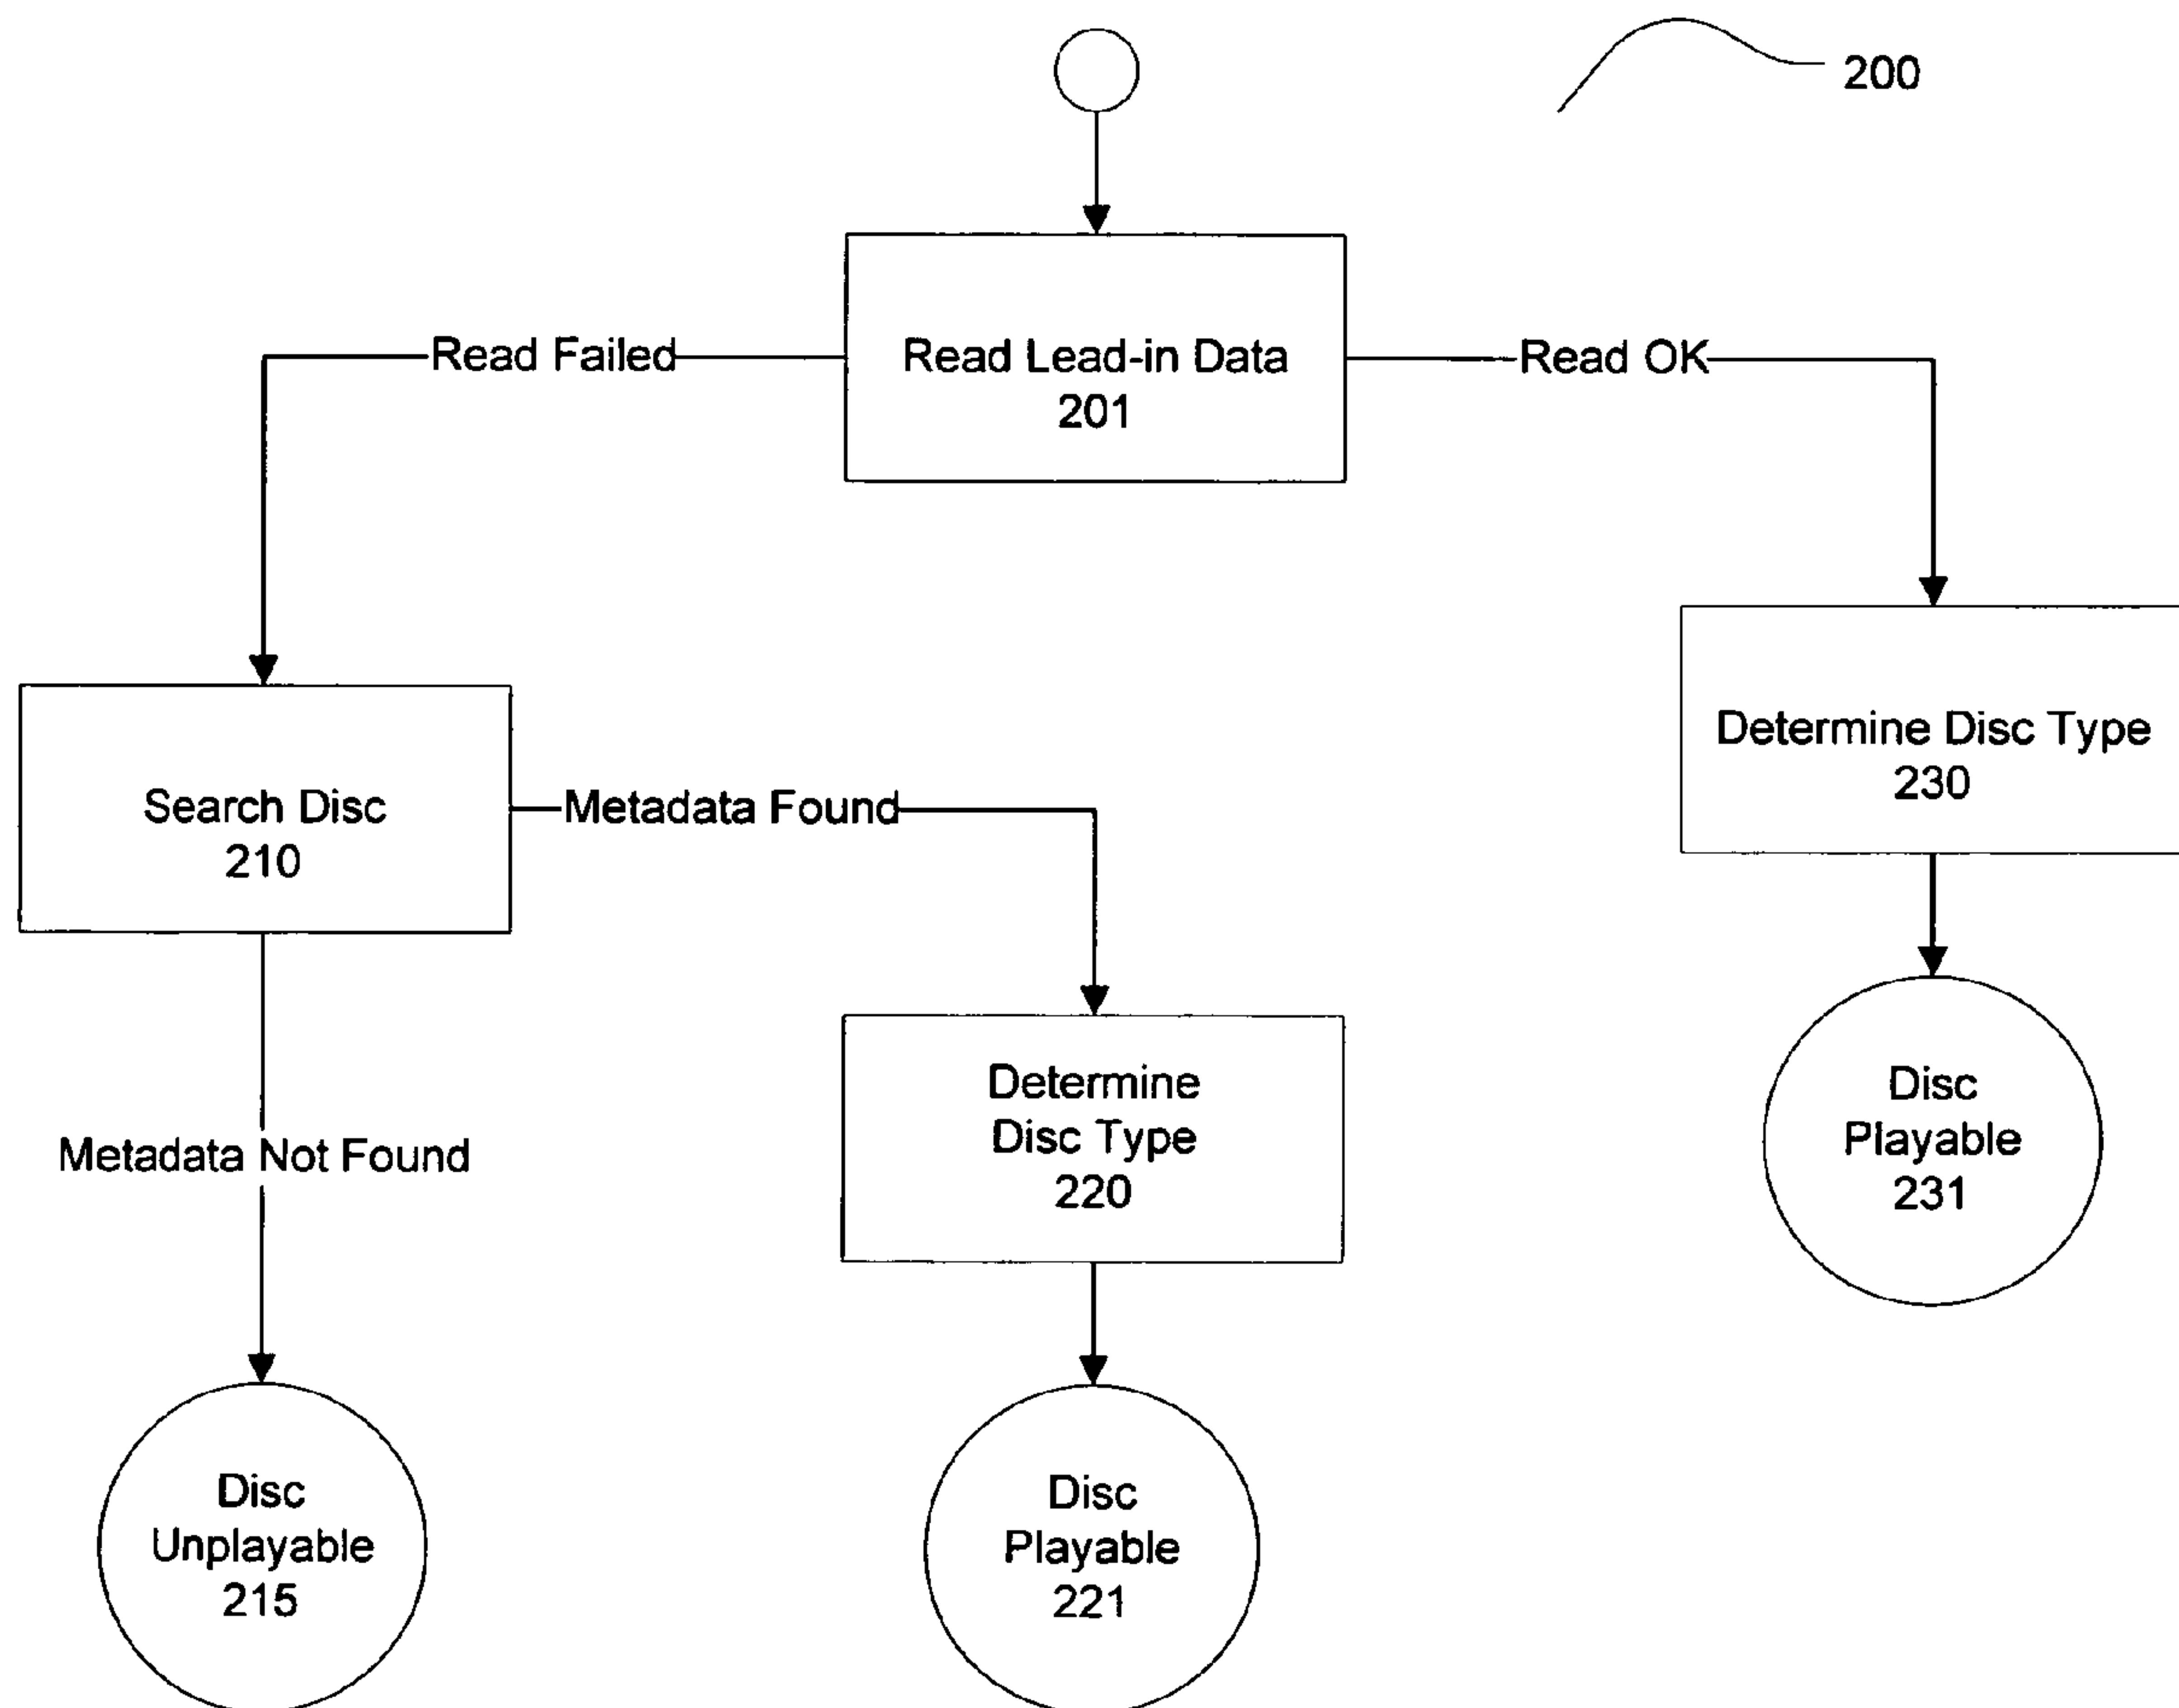 200
Read Failed
Read Lead-in Data
201
Read OK
Determine Disc Type
230
Search Disc
210
Metadata Found
Determine
Disc Type
220
Disc
Playable
231
Metadata Not Found
Disc
Unplayable
215
Disc
Playable
221